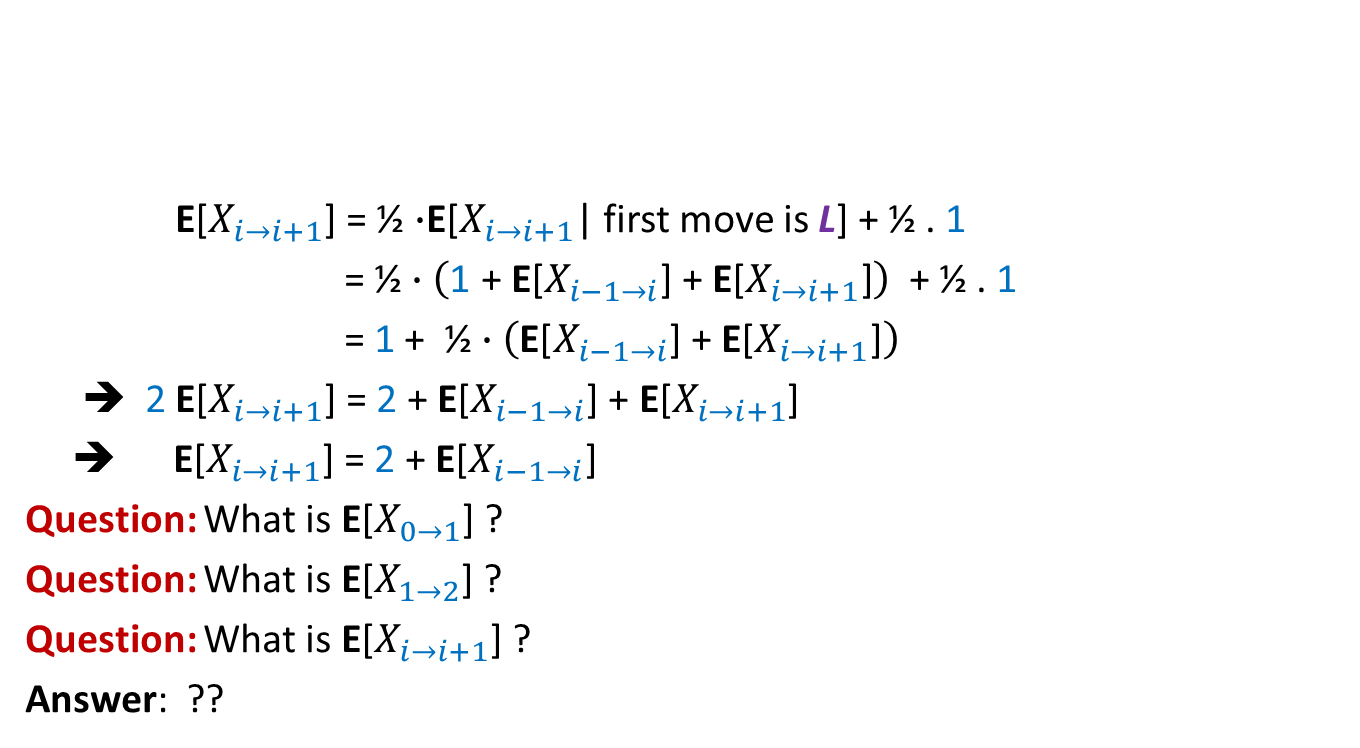 E[X_{i→i+1}] = ½ ·E[X_{i→i+1}| first move is L] + ½ . 1
= ½ · (1 + E[X_{i−1→i}] + E[X_{i→i+1}]) + ½ . 1
= 1 + ½ · (E[X_{i−1→i}] + E[X_{i→i+1}])
➔ 2 E[X_{i→i+1}] = 2 + E[X_{i−1→i}] + E[X_{i→i+1}]
➔ E[X_{i→i+1}] = 2 + E[X_{i−1→i}]
Question: What is E[X_{0→1}] ?
Question: What is E[X_{1→2}] ?
Question: What is E[X_{i→i+1}] ?
Answer: ??